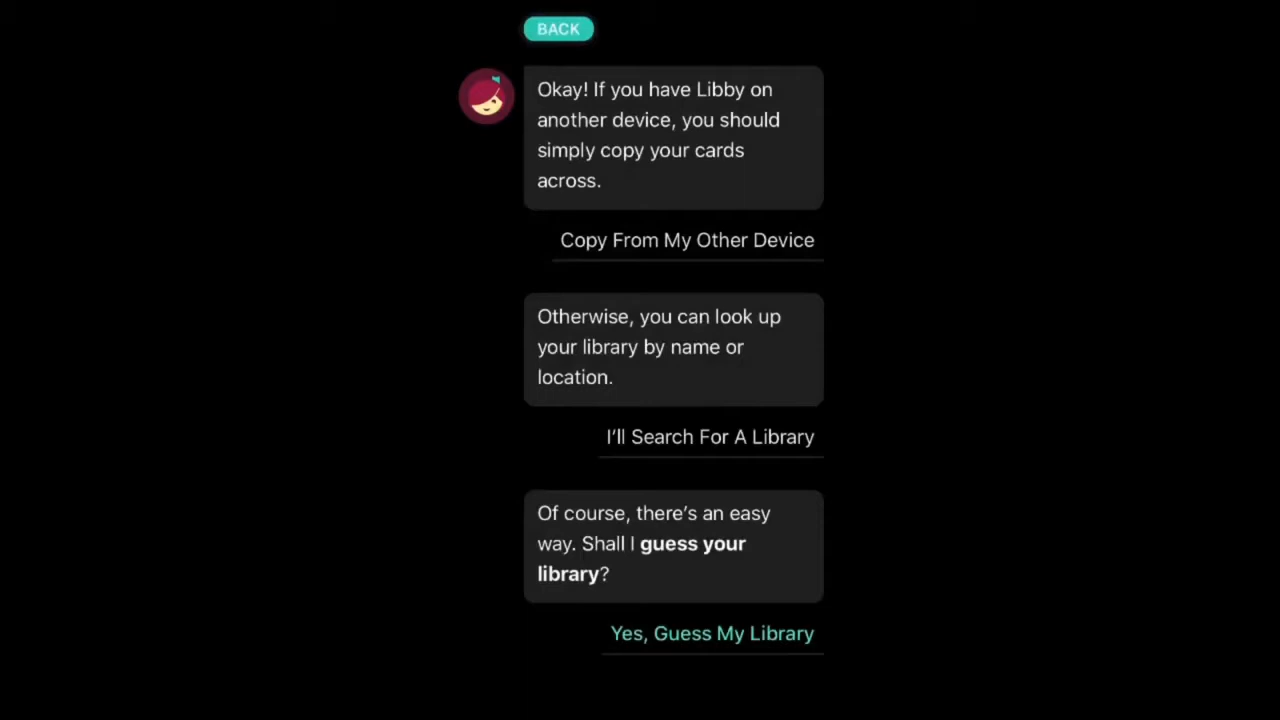 BACK
Okay! If you have Libby on
another device, you should
simply copy your cards
across.
Copy From My Other Device
Otherwise, you can look up
your library by name or
location.
I’ll Search For A Library
Of course, there’s an easy
way. Shall I guess your
library?
Yes, Guess My Library